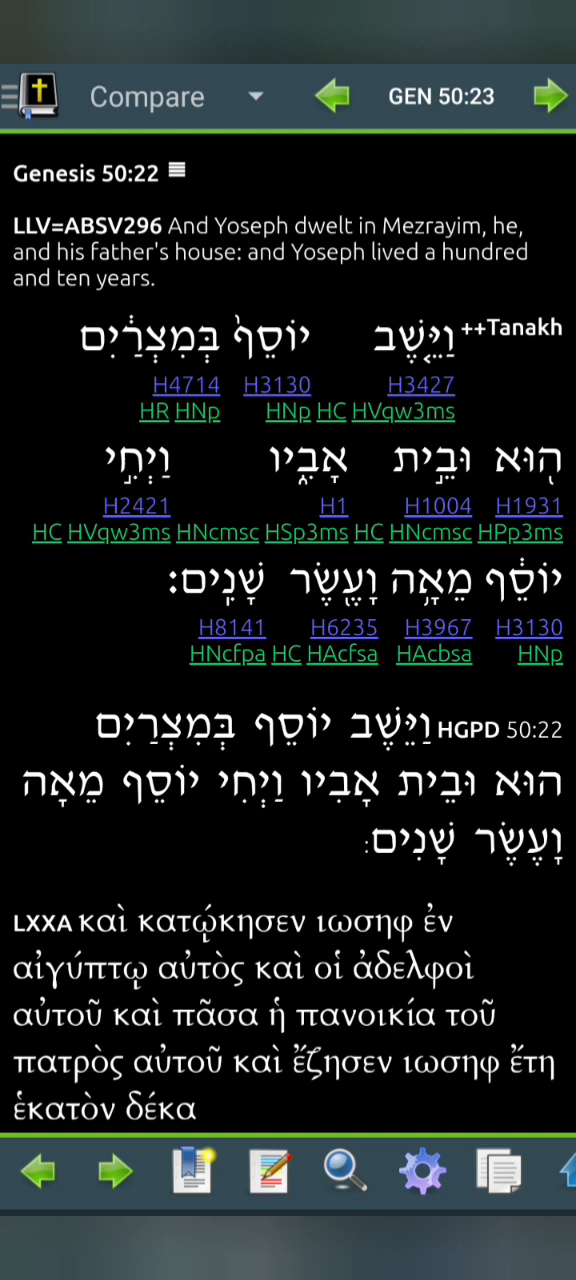 Compare
GEN 50:23
Genesis 50:22
LLV=ABSV296 And Yoseph dwelt in Mezrayim, he,
and his father's house: and Yoseph lived a hundred
and ten years.
++Tanakh וַיֵּ֤שֶׁב יוֹסֵף֙ בְּמִצְרַ֔יִם
H3427 H3130 H4714
HC HVqw3ms HNp HR HNp
ה֖וּא וּבֵ֣ית אָבִ֑יו וַיְחִ֣י
H1931 H1004 H1 H2421
HPp3ms HC HNcmsc HNcmsc HSp3ms HC HVqw3ms
יוֹסֵ֔ף מֵאָ֥ה וָעֶ֖שֶׂר שָׁנִֽים׃
H3130 H3967 H6235 H8141
HNp HAcbsa HC HAcfsa HNcfpa
HGPD 50:22 וַיֵּשֶׁב יוֹסֵף בְּמִצְרַיִם
הוּא וּבֵית אָבִיו וַיְחִי יוֹסֵף מֵאָה
וָעֶשֶׂר שָׁנִים:
LXXA καὶ κατῴκησεν ιωσηφ ἐν
αἰγύπτῳ αὐτὸς καὶ οἱ ἀδελφοὶ
αὐτοῦ καὶ πᾶσα ἡ πανοικία τοῦ
πατρὸς αὐτοῦ καὶ ἔζησεν ιωσηφ ἔτη
ἑκατὸν δέκα